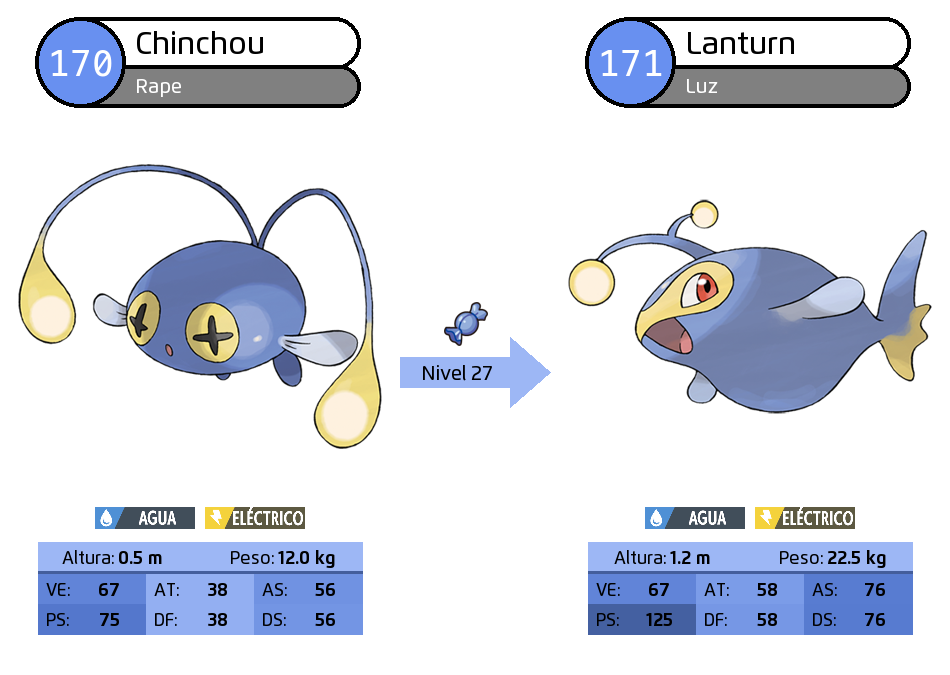 170 Chinchou
Rape
171 Lanturn
Luz
Nivel 27
AGUA ELÉCTRICO
Altura: 0.5 m Peso: 12.0 kg
VE: 67 AT: 38 AS: 56
PS: 75 DF: 38 DS: 56
AGUA ELÉCTRICO
Altura: 1.2 m Peso: 22.5 kg
VE: 67 AT: 58 AS: 76
PS: 125 DF: 58 DS: 76